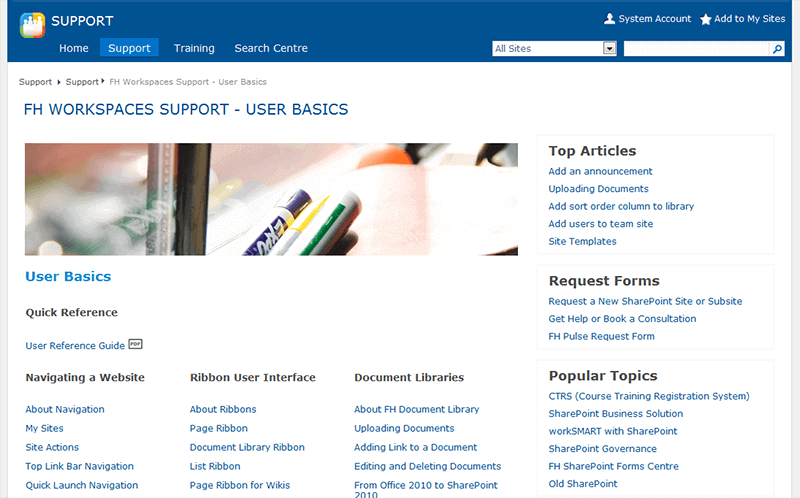 SUPPORT
System Account
Add to My Sites
Home
Support
Training
Search Centre
All Sites
Support
Support
FH Workspaces Support - User Basics
FH WORKSPACES SUPPORT - USER BASICS
User Basics
Quick Reference
User Reference Guide PDF
Navigating a Website
About Navigation
My Sites
Site Actions
Top Link Bar Navigation
Quick Launch Navigation
Ribbon User Interface
About Ribbons
Page Ribbon
Document Library Ribbon
List Ribbon
Page Ribbon for Wikis
Document Libraries
About FH Document Library
Uploading Documents
Adding Link to a Document
Editing and Deleting Documents
From Office 2010 to SharePoint
2010
Top Articles
Add an announcement
Uploading Documents
Add sort order column to library
Add users to team site
Site Templates
Request Forms
Request a New SharePoint Site or Subsite
Get Help or Book a Consultation
FH Pulse Request Form
Popular Topics
CTRS (Course Training Registration System)
SharePoint Business Solution
workSMART with SharePoint
SharePoint Governance
FH SharePoint Forms Centre
Old SharePoint